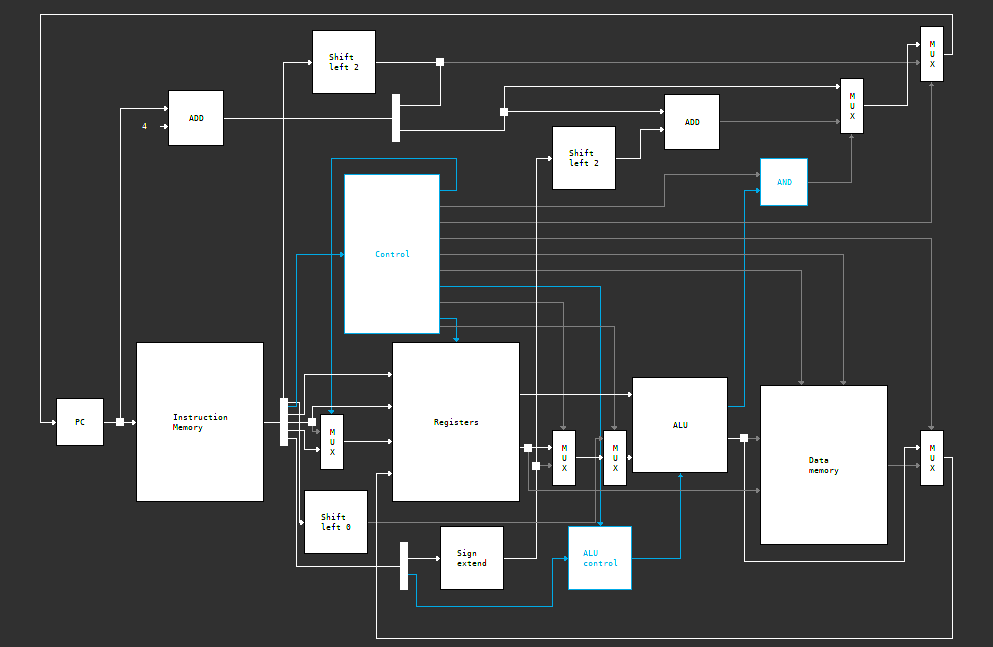 M
U
X
Shift
left 2
M
U
X
ADD
4
ADD
Shift
left 2
AND
Control
PC
Instruction
Memory
M
U
X
Registers
M
U
X
M
U
X
ALU
Data
memory
M
U
X
Shift
left 0
Sign
extend
ALU
control